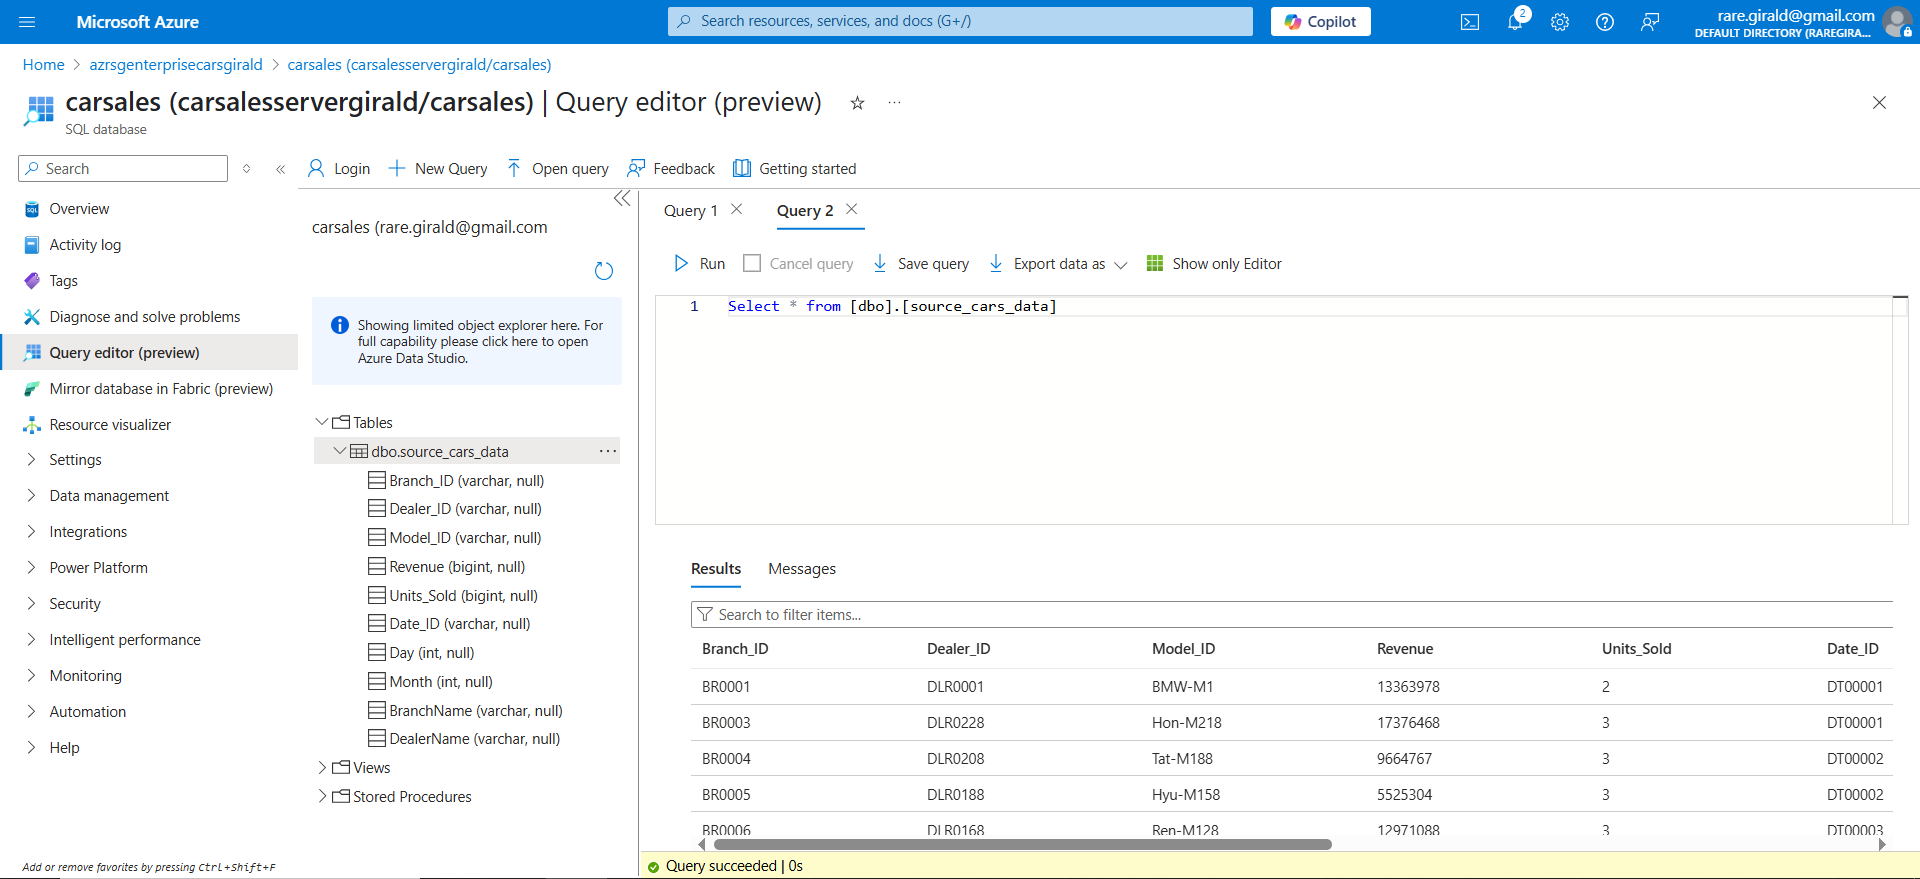 Microsoft Azure
Search resources, services, and docs (G+/)
Copilot
2
rare.girald@gmail.com
DEFAULT DIRECTORY (RAREGIRA...
Home > azrsgenterprisecarsgirald > carsales (carsalesservergirald/carsales)
carsales (carsalesservergirald/carsales) | Query editor (preview)
SQL database
Search
Login
New Query
Open query
Feedback
Getting started
Overview
Activity log
Tags
Diagnose and solve problems
Query editor (preview)
Mirror database in Fabric (preview)
Resource visualizer
Settings
Data management
Integrations
Power Platform
Security
Intelligent performance
Monitoring
Automation
Help
Add or remove favorites by pressing Ctrl+Shift+F
carsales (rare.girald@gmail.com
Showing limited object explorer here. For
full capability please click here to open
Azure Data Studio.
Tables
dbo.source_cars_data
Branch_ID (varchar, null)
Dealer_ID (varchar, null)
Model_ID (varchar, null)
Revenue (bigint, null)
Units_Sold (bigint, null)
Date_ID (varchar, null)
Day (int, null)
Month (int, null)
BranchName (varchar, null)
DealerName (varchar, null)
Views
Stored Procedures
Query 1
Query 2
Run
Cancel query
Save query
Export data as
Show only Editor
1 Select * from [dbo].[source_cars_data]
Results
Messages
Search to filter items...
Branch_ID Dealer_ID Model_ID Revenue Units_Sold Date_ID
BR0001 DLR0001 BMW-M1 13363978 2 DT00001
BR0003 DLR0228 Hon-M218 17376468 3 DT00001
BR0004 DLR0208 Tat-M188 9664767 3 DT00002
BR0005 DLR0188 Hyu-M158 5525304 3 DT00002
BR0006 DLR0168 Ren-M128 12971088 3 DT00003
Query succeeded | 0s